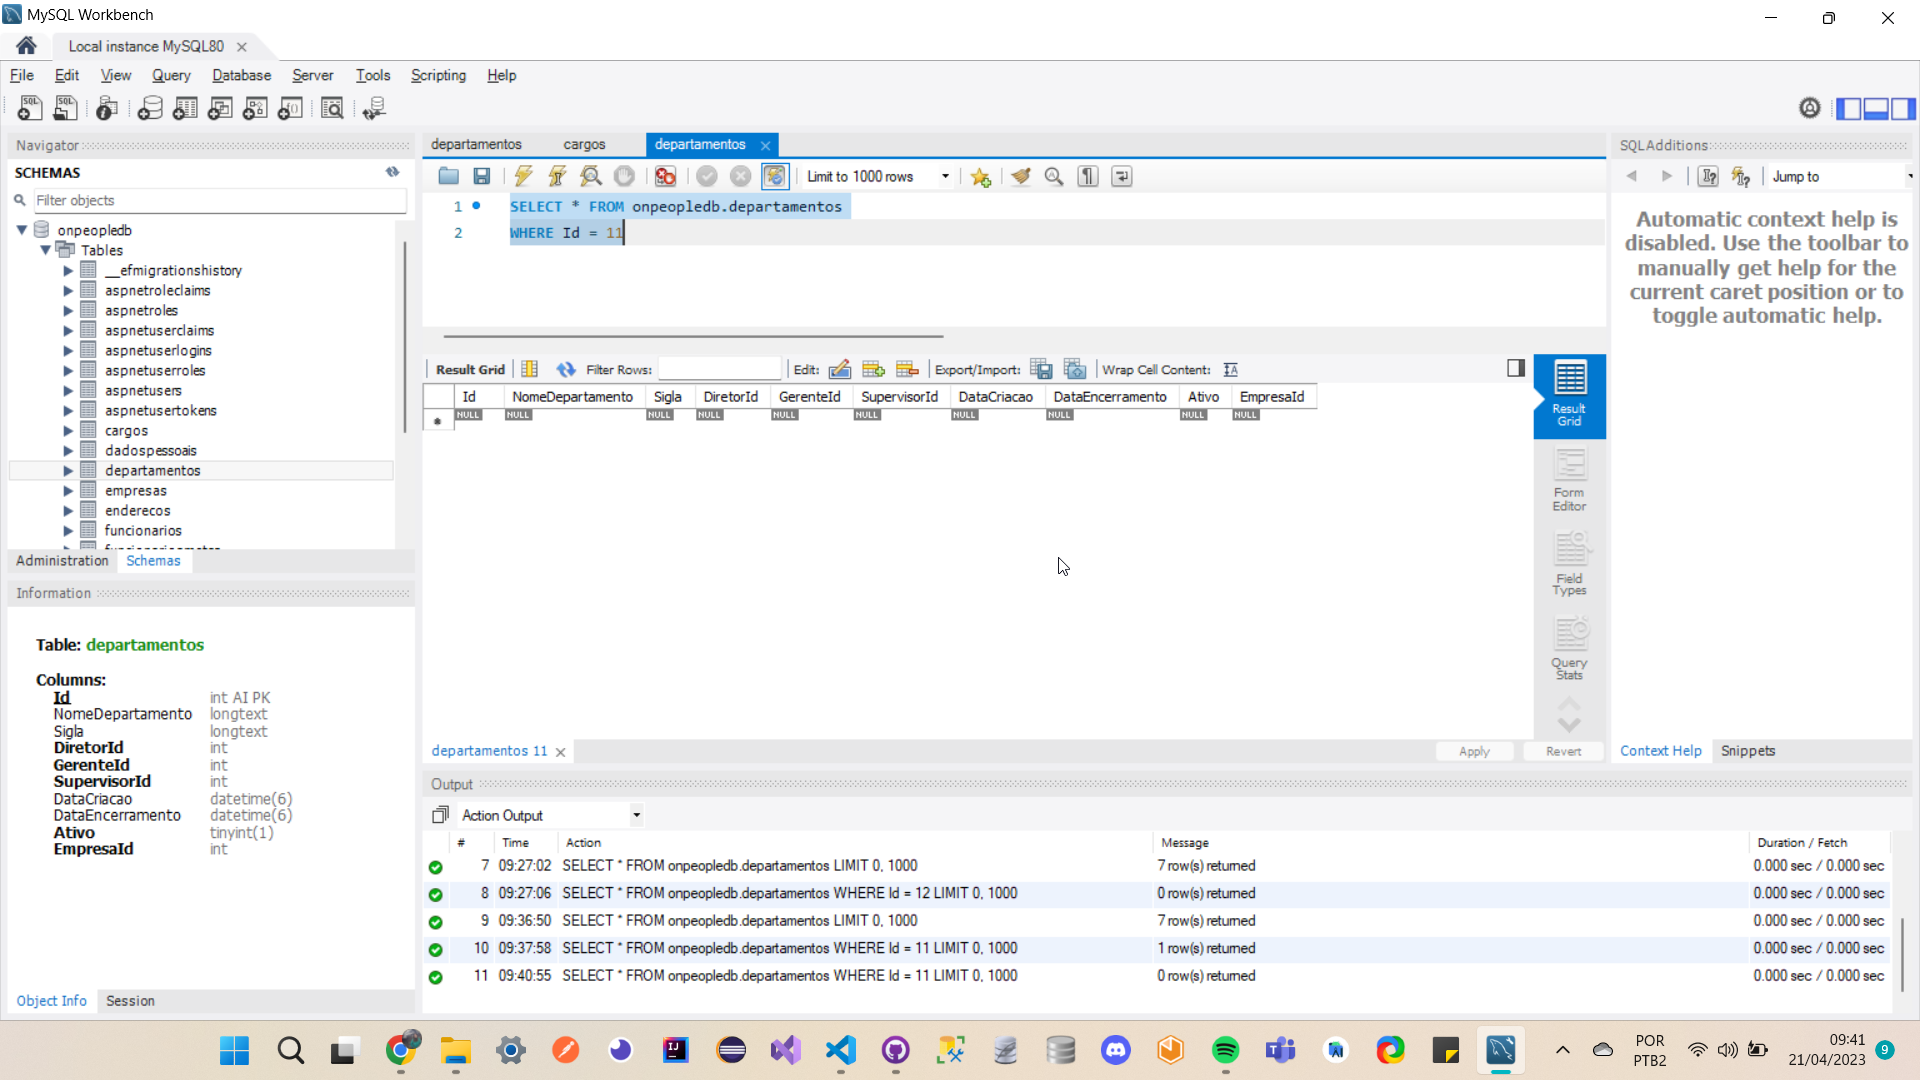 MySQL Workbench
Local instance MySQL80
File Edit View Query Database Server Tools Scripting Help
Navigator
SCHEMAS
Filter objects
onpeopledb
Tables
__efmigrationshistory
aspnetroleclaims
aspnetroles
aspnetuserclaims
aspnetuserlogins
aspnetuserroles
aspnetusers
aspnetusertokens
cargos
dadospessoais
departamentos
empresas
enderecos
funcionarios
Administration Schemas
Information
Table: departamentos
Columns:
Id int AI PK
NomeDepartamento longtext
Sigla longtext
DiretorId int
GerenteId int
SupervisorId int
DataCriacao datetime(6)
DataEncerramento datetime(6)
Ativo tinyint(1)
EmpresaId int
Object Info Session
departamentos cargos departamentos
Limit to 1000 rows
1 SELECT * FROM onpeopledb.departamentos
2 WHERE Id = 11
Result Grid Filter Rows: Edit: Export/Import: Wrap Cell Content:
Id NomeDepartamento Sigla DiretorId GerenteId SupervisorId DataCriacao DataEncerramento Ativo EmpresaId
NULL NULL NULL NULL NULL NULL NULL NULL NULL NULL
Result Grid
Form Editor
Field Types
Query Stats
departamentos 11 Apply Revert
SQLAdditions
Jump to
Automatic context help is
disabled. Use the toolbar to
manually get help for the
current caret position or to
toggle automatic help.
Context Help Snippets
Output
Action Output
# Time Action Message Duration / Fetch
7 09:27:02 SELECT * FROM onpeopledb.departamentos LIMIT 0, 1000 7 row(s) returned 0.000 sec / 0.000 sec
8 09:27:06 SELECT * FROM onpeopledb.departamentos WHERE Id = 12 LIMIT 0, 1000 0 row(s) returned 0.000 sec / 0.000 sec
9 09:36:50 SELECT * FROM onpeopledb.departamentos LIMIT 0, 1000 7 row(s) returned 0.000 sec / 0.000 sec
10 09:37:58 SELECT * FROM onpeopledb.departamentos WHERE Id = 11 LIMIT 0, 1000 1 row(s) returned 0.000 sec / 0.000 sec
11 09:40:55 SELECT * FROM onpeopledb.departamentos WHERE Id = 11 LIMIT 0, 1000 0 row(s) returned 0.000 sec / 0.000 sec
POR
PTB2
09:41
21/04/2023
9